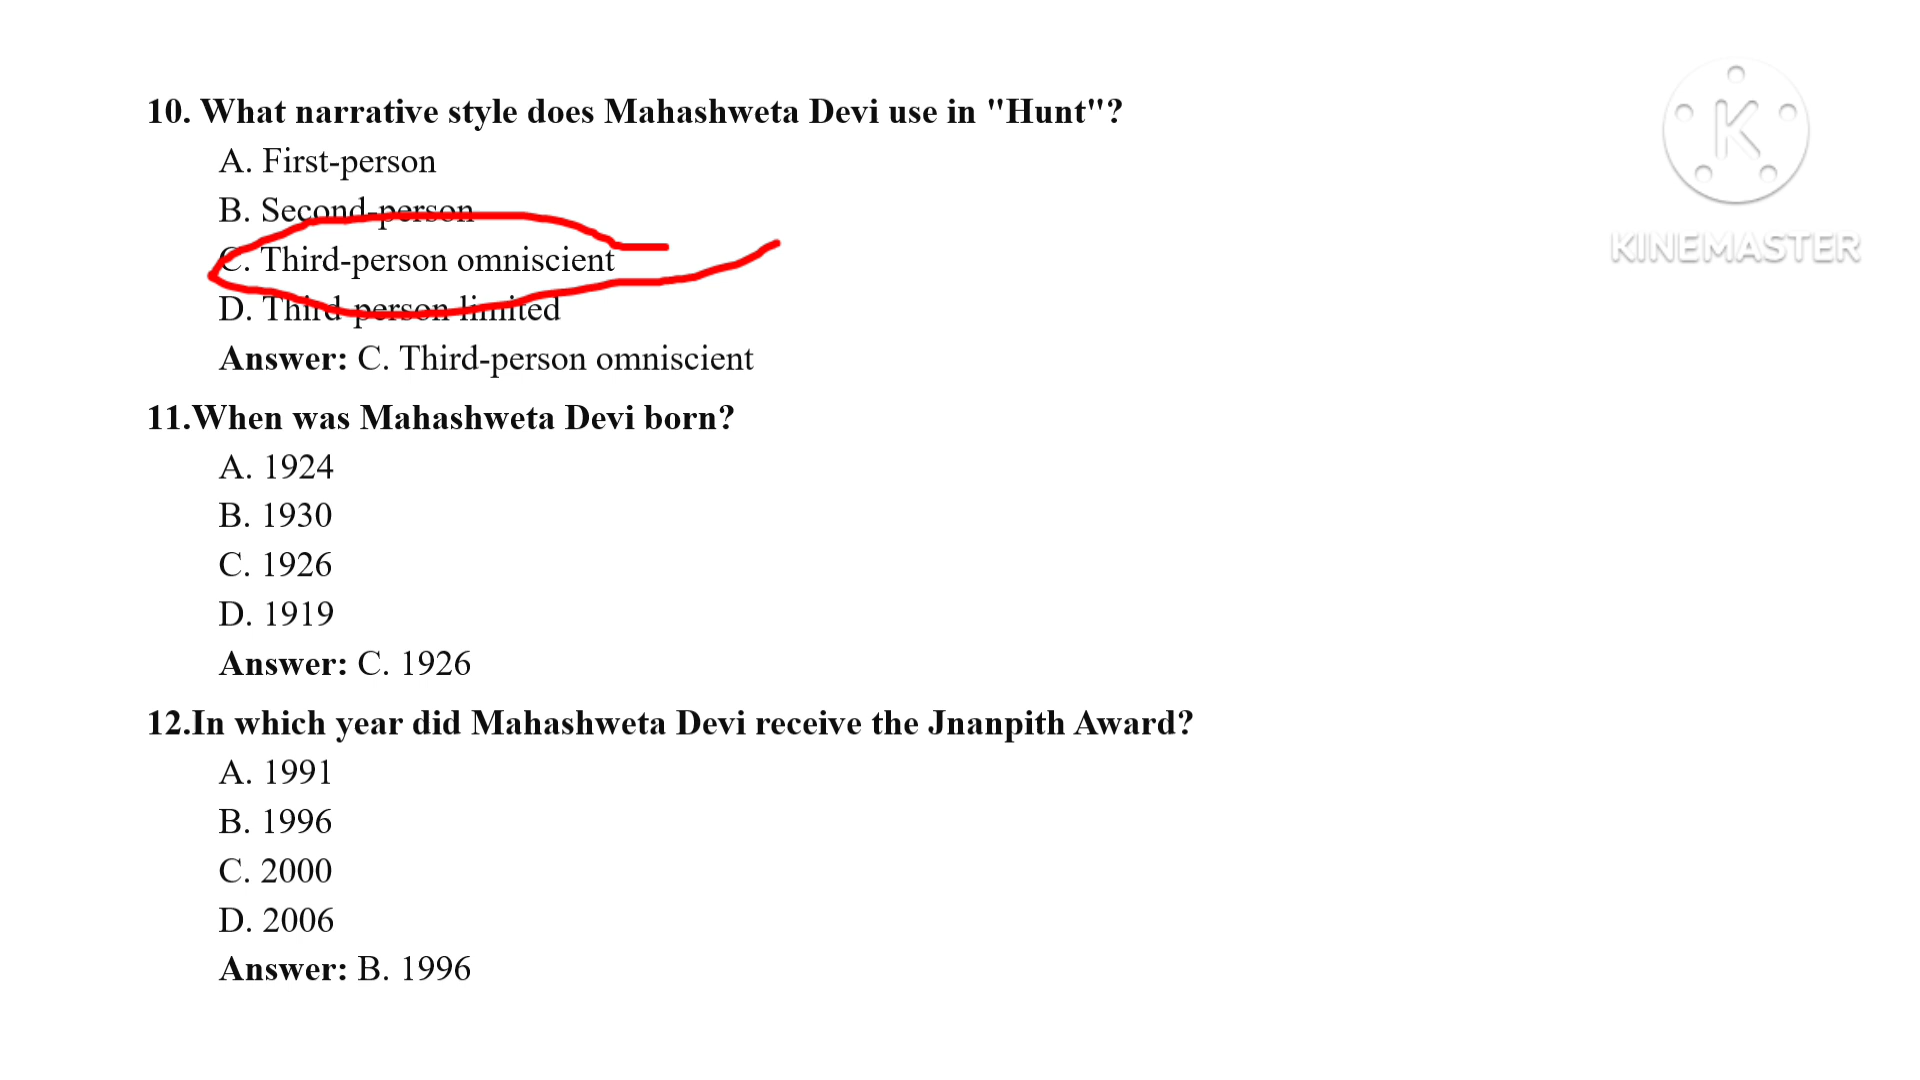 10. What narrative style does Mahashweta Devi use in "Hunt"?
A. First-person
B. Second-person
C. Third-person omniscient
D. Third-person limited
Answer: C. Third-person omniscient
11.When was Mahashweta Devi born?
A. 1924
B. 1930
C. 1926
D. 1919
Answer: C. 1926
12.In which year did Mahashweta Devi receive the Jnanpith Award?
A. 1991
B. 1996
C. 2000
D. 2006
Answer: B. 1996
K
KINEMASTER